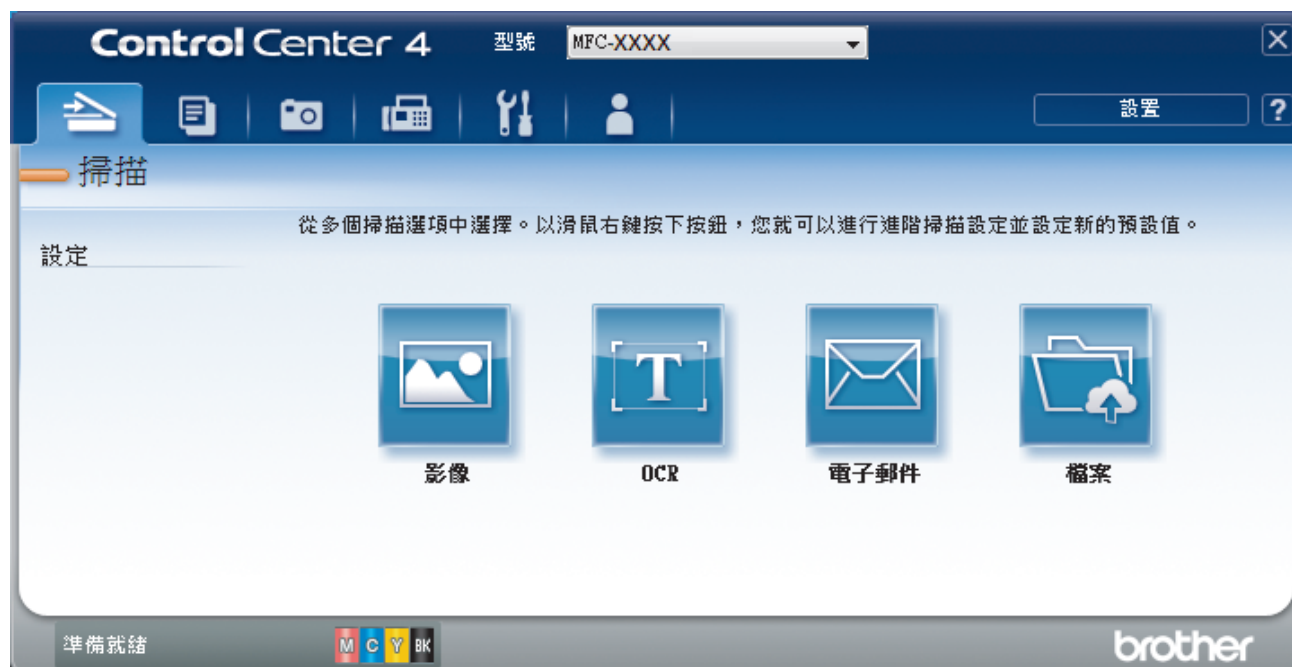 Control Center 4 型號 MFC-XXXX
設置 ?
掃描
從多個掃描選項中選擇。以滑鼠右鍵按下按鈕,您就可以進行進階掃描設定並設定新的預設值。
設定
T
影像 OCR 電子郵件 檔案
準備就緒 M C Y BK brother